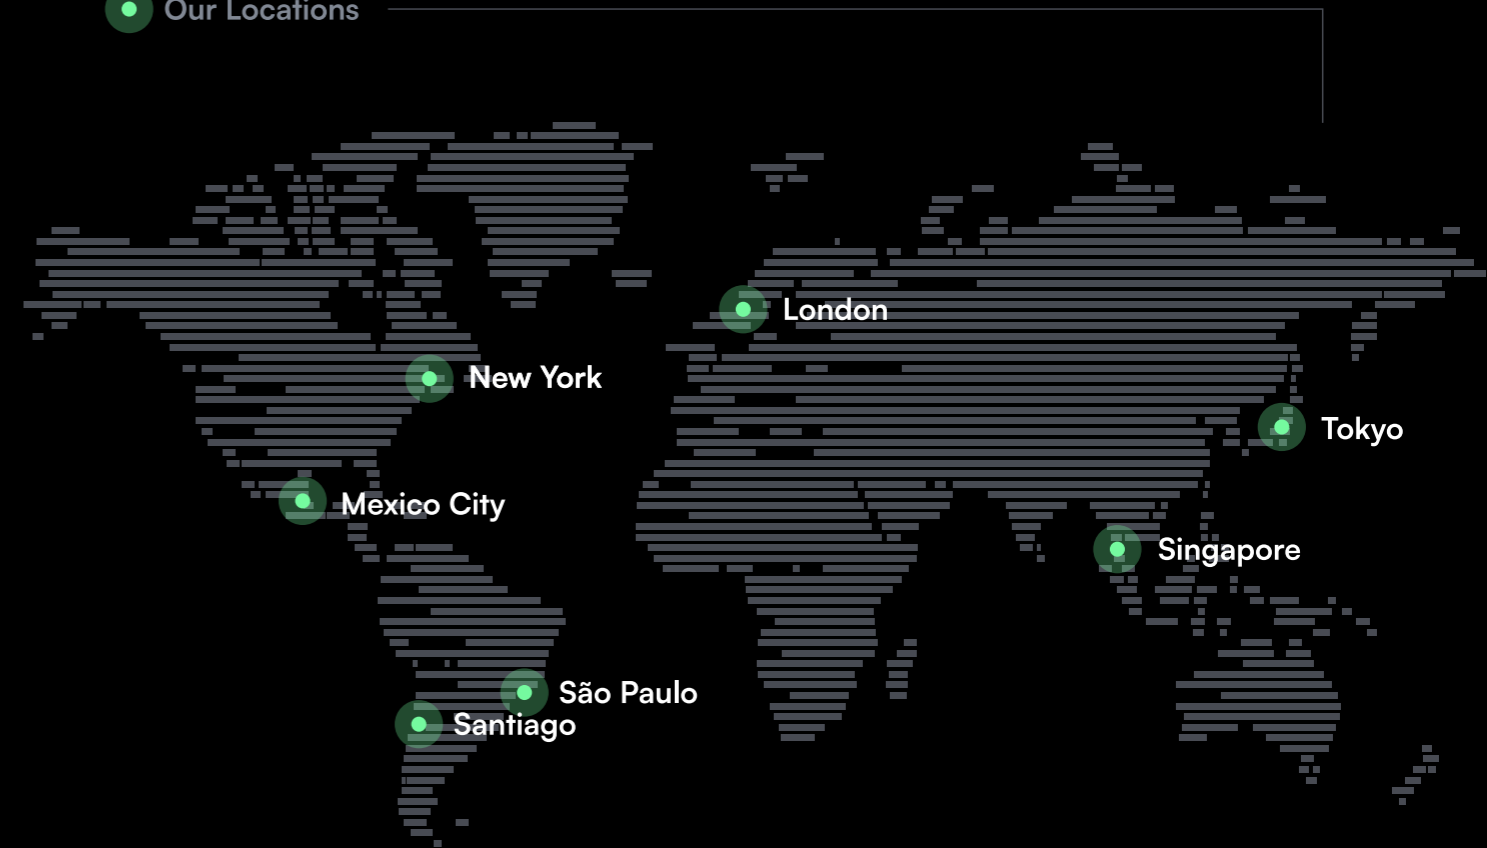 Our Locations
London
New York
Tokyo
Mexico City
Singapore
São Paulo
Santiago